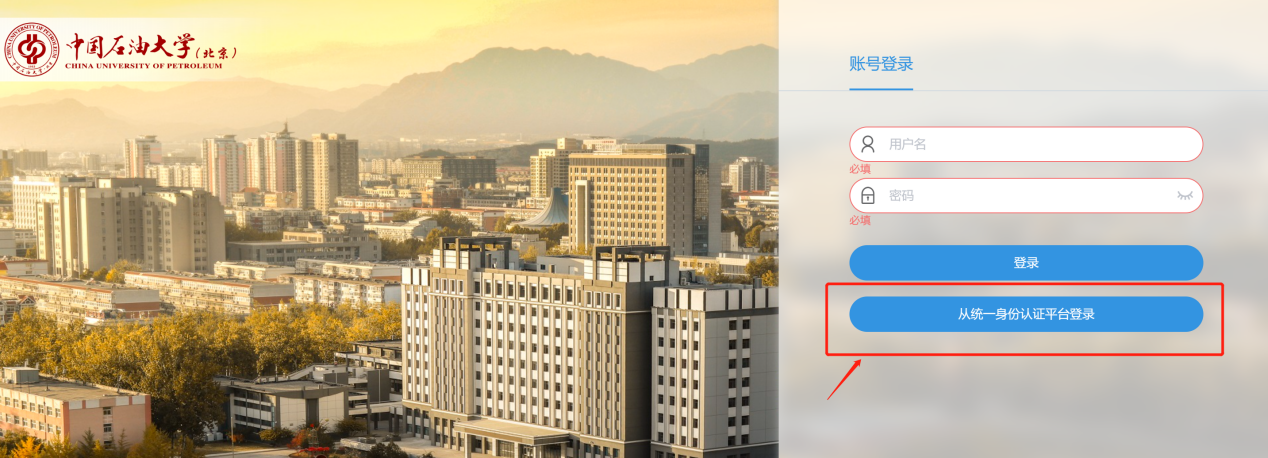 中国石油大学(北京)
CHINA UNIVERSITY OF PETROLEUM
账号登录
用户名
必填
密码
必填
登录
从统一身份认证平台登录